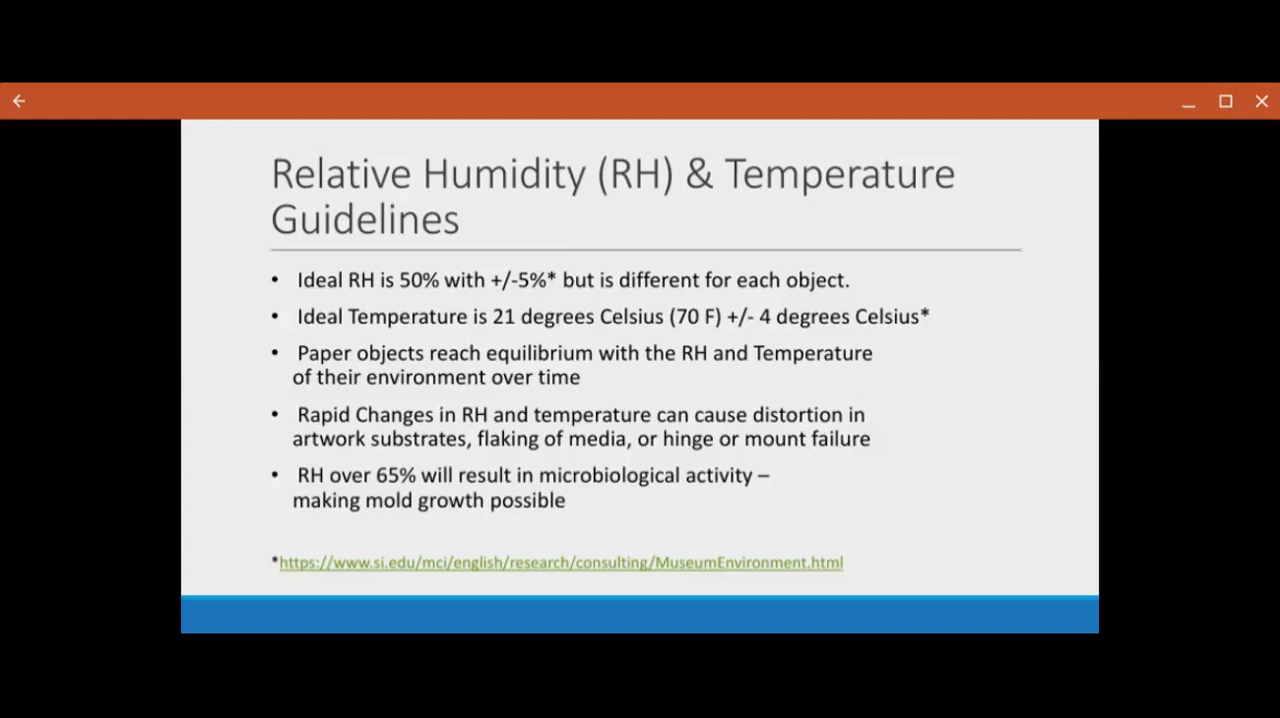 Relative Humidity (RH) & Temperature
Guidelines
• Ideal RH is 50% with +/-5%* but is different for each object.
• Ideal Temperature is 21 degrees Celsius (70 F) +/- 4 degrees Celsius*
• Paper objects reach equilibrium with the RH and Temperature
of their environment over time
• Rapid Changes in RH and temperature can cause distortion in
artwork substrates, flaking of media, or hinge or mount failure
• RH over 65% will result in microbiological activity –
making mold growth possible
*https://www.si.edu/mci/english/research/consulting/MuseumEnvironment.html